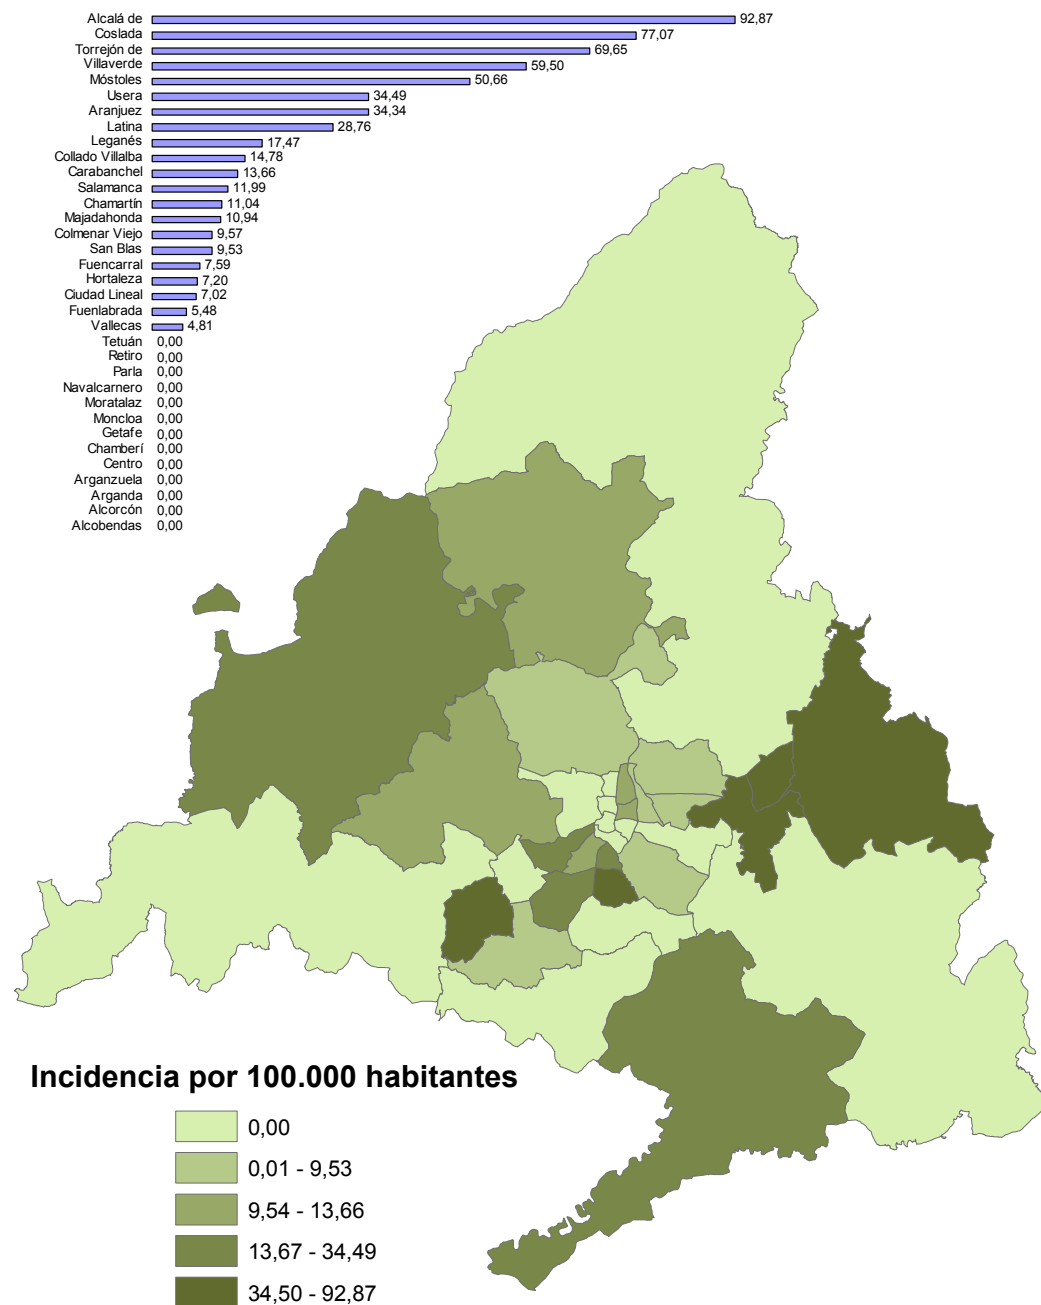 Alcalá de 92,87
Coslada 77,07
Torrejón de 69,65
Villaverde 59,50
Móstoles 50,66
Usera 34,49
Aranjuez 34,34
Latina 28,76
Leganés 17,47
Collado Villalba 14,78
Carabanchel 13,66
Salamanca 11,99
Chamartín 11,04
Majadahonda 10,94
Colmenar Viejo 9,57
San Blas 9,53
Fuencarral 7,59
Hortaleza 7,20
Ciudad Lineal 7,02
Fuenlabrada 5,48
Vallecas 4,81
Tetuán 0,00
Retiro 0,00
Parla 0,00
Navalcarnero 0,00
Moratalaz 0,00
Moncloa 0,00
Getafe 0,00
Chamberí 0,00
Centro 0,00
Arganzuela 0,00
Arganda 0,00
Alcorcón 0,00
Alcobendas 0,00
Incidencia por 100.000 habitantes
0,00
0,01 - 9,53
9,54 - 13,66
13,67 - 34,49
34,50 - 92,87